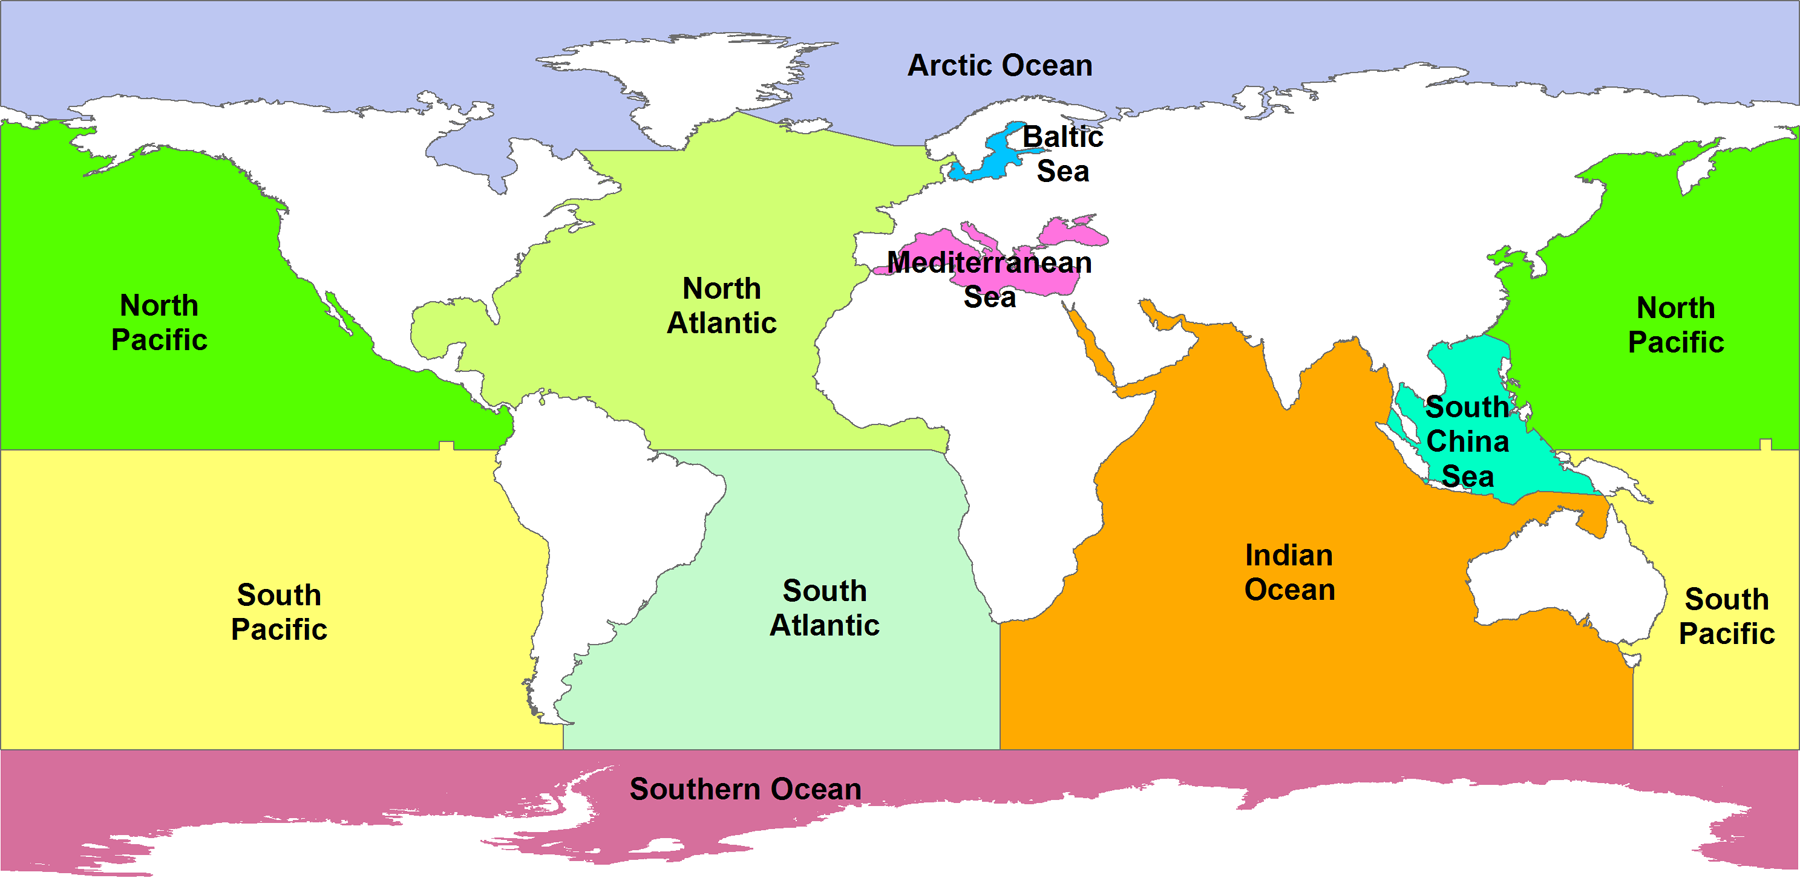 Arctic Ocean
Baltic
Sea
Mediterranean
Sea
North
Atlantic
North
Pacific
North
Pacific
South
China
Sea
Indian
Ocean
South
Atlantic
South
Pacific
South
Pacific
Southern Ocean